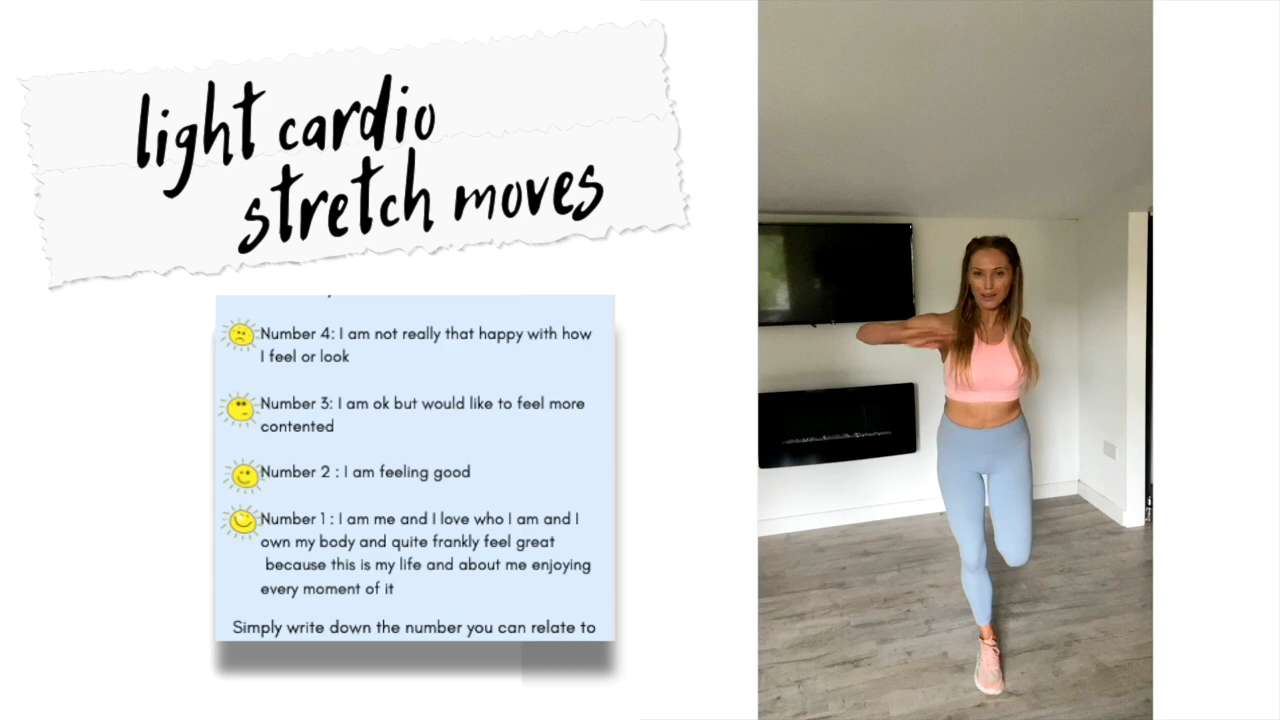 light cardio
stretch moves
Number 4: I am not really that happy with how
I feel or look
Number 3: I am ok but would like to feel more
contented
Number 2 : I am feeling good
Number 1 : I am me and I love who I am and I
own my body and quite frankly feel great
because this is my life and about me enjoying
every moment of it
Simply write down the number you can relate to